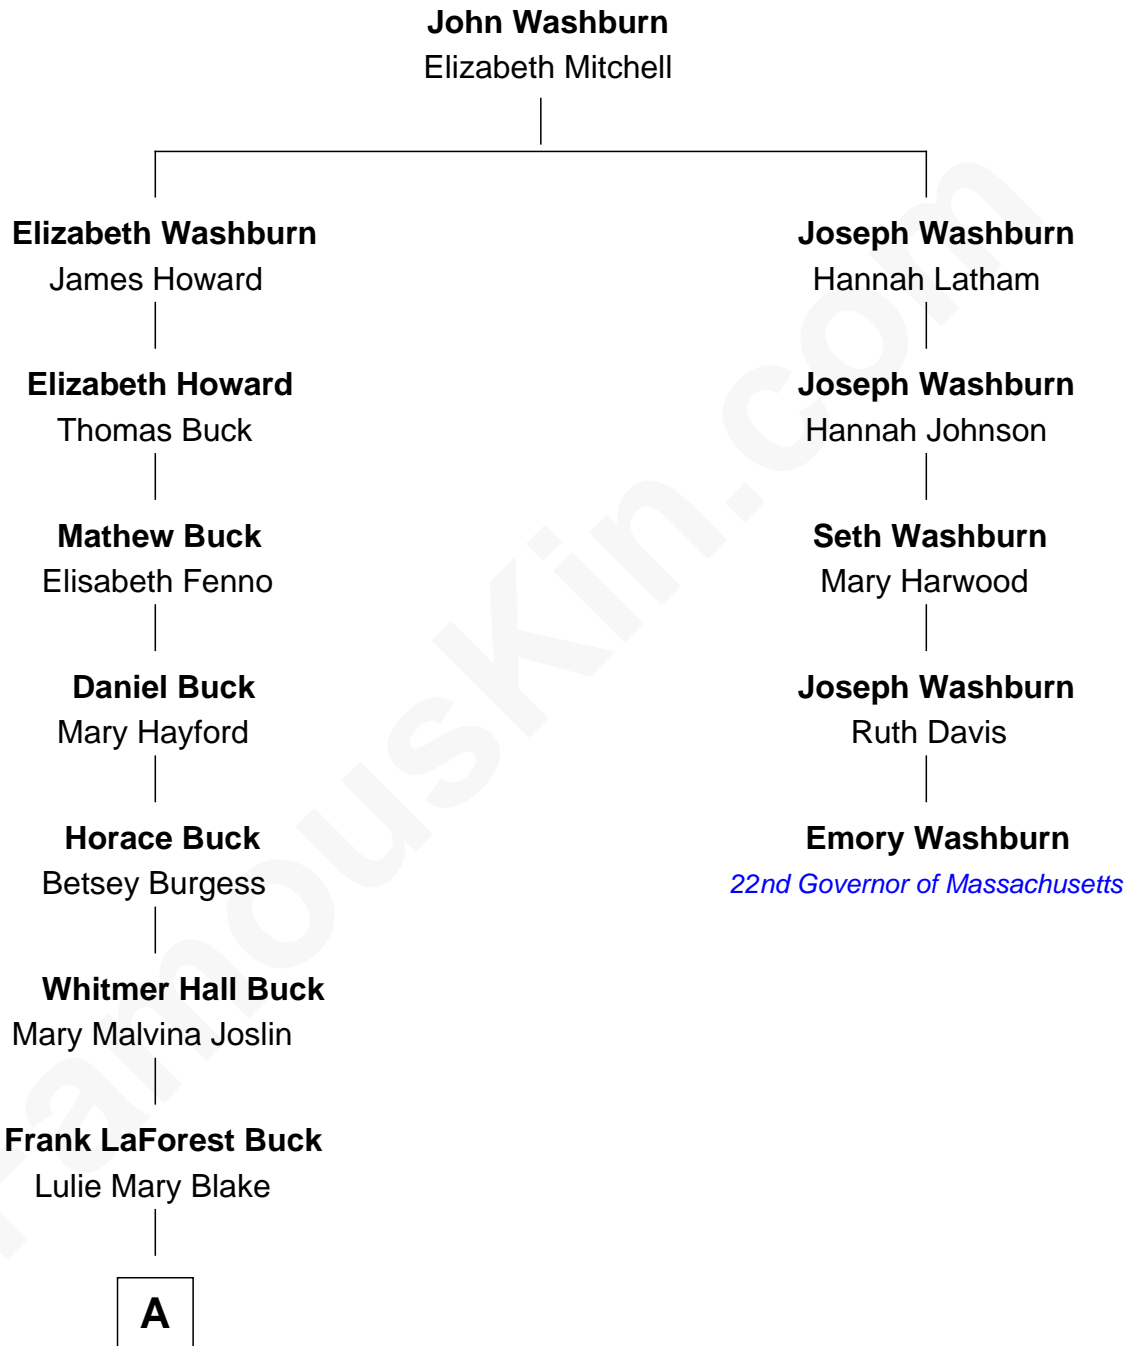 John Washburn
Elizabeth Mitchell
Elizabeth Washburn
James Howard
Joseph Washburn
Hannah Latham
Elizabeth Howard
Thomas Buck
Joseph Washburn
Hannah Johnson
Mathew Buck
Elisabeth Fenno
Seth Washburn
Mary Harwood
Daniel Buck
Mary Hayford
Joseph Washburn
Ruth Davis
Horace Buck
Betsey Burgess
Emory Washburn
22nd Governor of Massachusetts
Whitmer Hall Buck
Mary Malvina Joslin
Frank LaForest Buck
Lulie Mary Blake
A
FamousKin.com